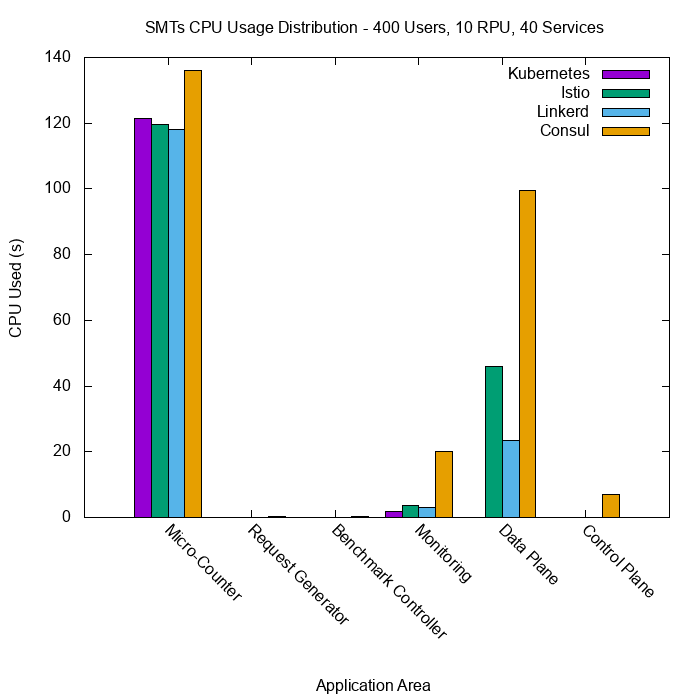 SMTs CPU Usage Distribution - 400 Users, 10 RPU, 40 Services
140
120
100
80
60
40
20
0
CPU Used (s)
Kubernetes
Istio
Linkerd
Consul
Micro-Counter
Request Generator
Benchmark Controller
Monitoring
Data Plane
Control Plane
Application Area